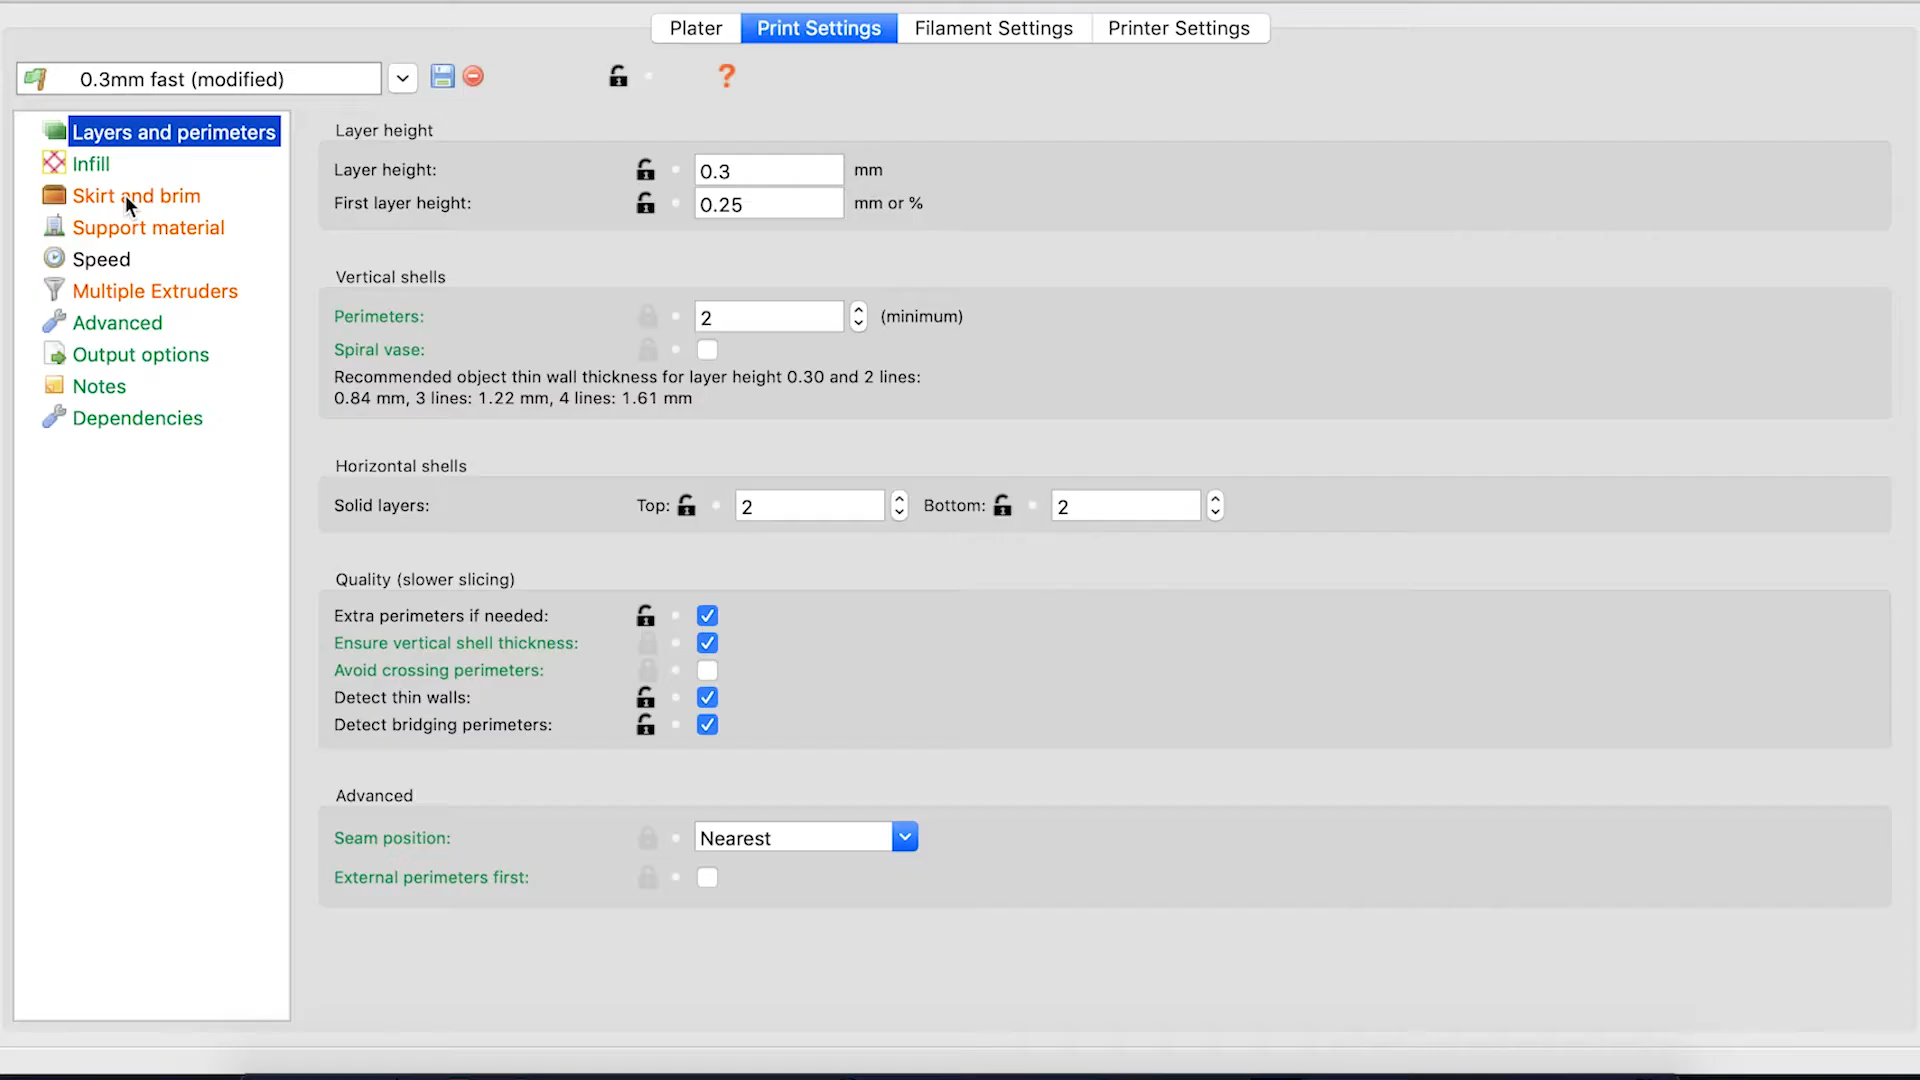 Plater Print Settings Filament Settings Printer Settings
0.3mm fast (modified)
?
Layers and perimeters
Infill
Skirt and brim
Support material
Speed
Multiple Extruders
Advanced
Output options
Notes
Dependencies
Layer height
Layer height: 0.3 mm
First layer height: 0.25 mm or %
Vertical shells
Perimeters: 2 (minimum)
Spiral vase:
Recommended object thin wall thickness for layer height 0.30 and 2 lines:
0.84 mm, 3 lines: 1.22 mm, 4 lines: 1.61 mm
Horizontal shells
Solid layers: Top: 2 Bottom: 2
Quality (slower slicing)
Extra perimeters if needed:
Ensure vertical shell thickness:
Avoid crossing perimeters:
Detect thin walls:
Detect bridging perimeters:
Advanced
Seam position: Nearest
External perimeters first: